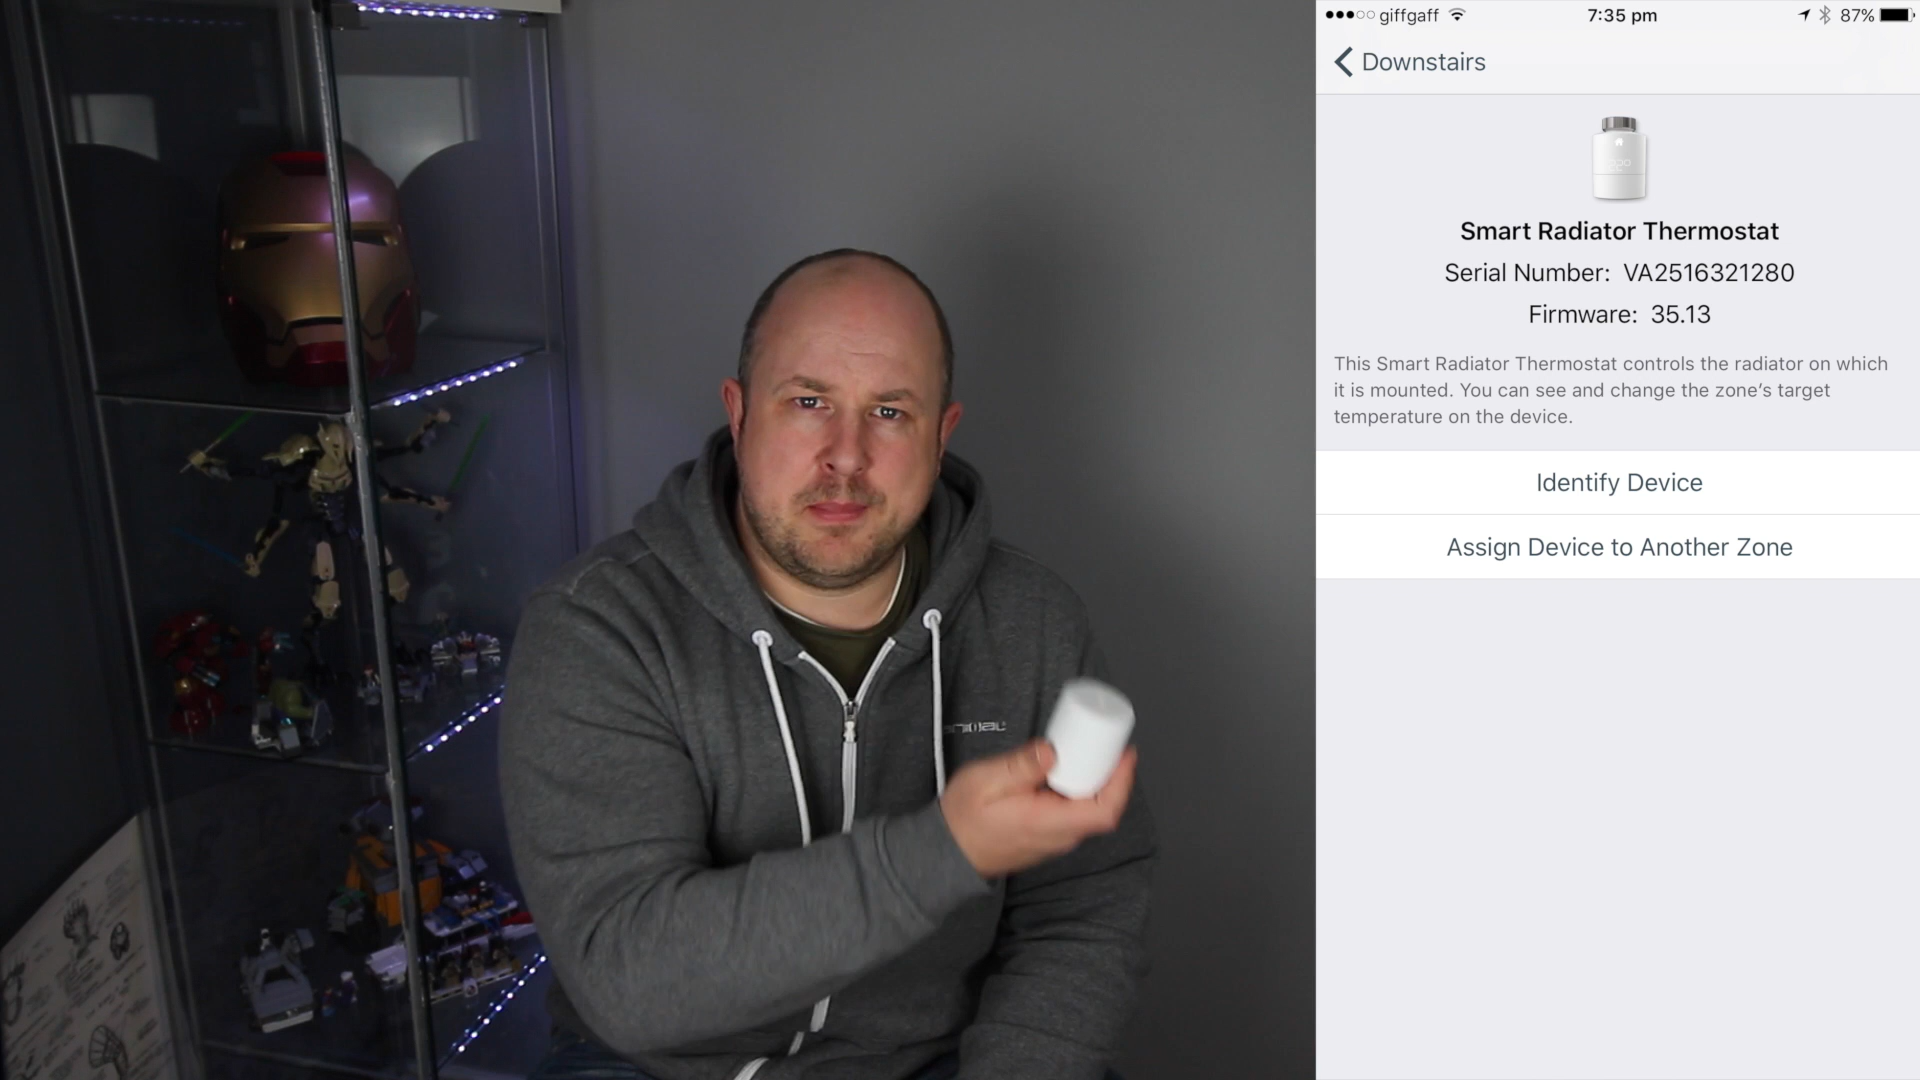 giffgaff
7:35 pm
87%
Downstairs
Smart Radiator Thermostat
Serial Number: VA2516321280
Firmware: 35.13
This Smart Radiator Thermostat controls the radiator on which
it is mounted. You can see and change the zone's target
temperature on the device.
Identify Device
Assign Device to Another Zone